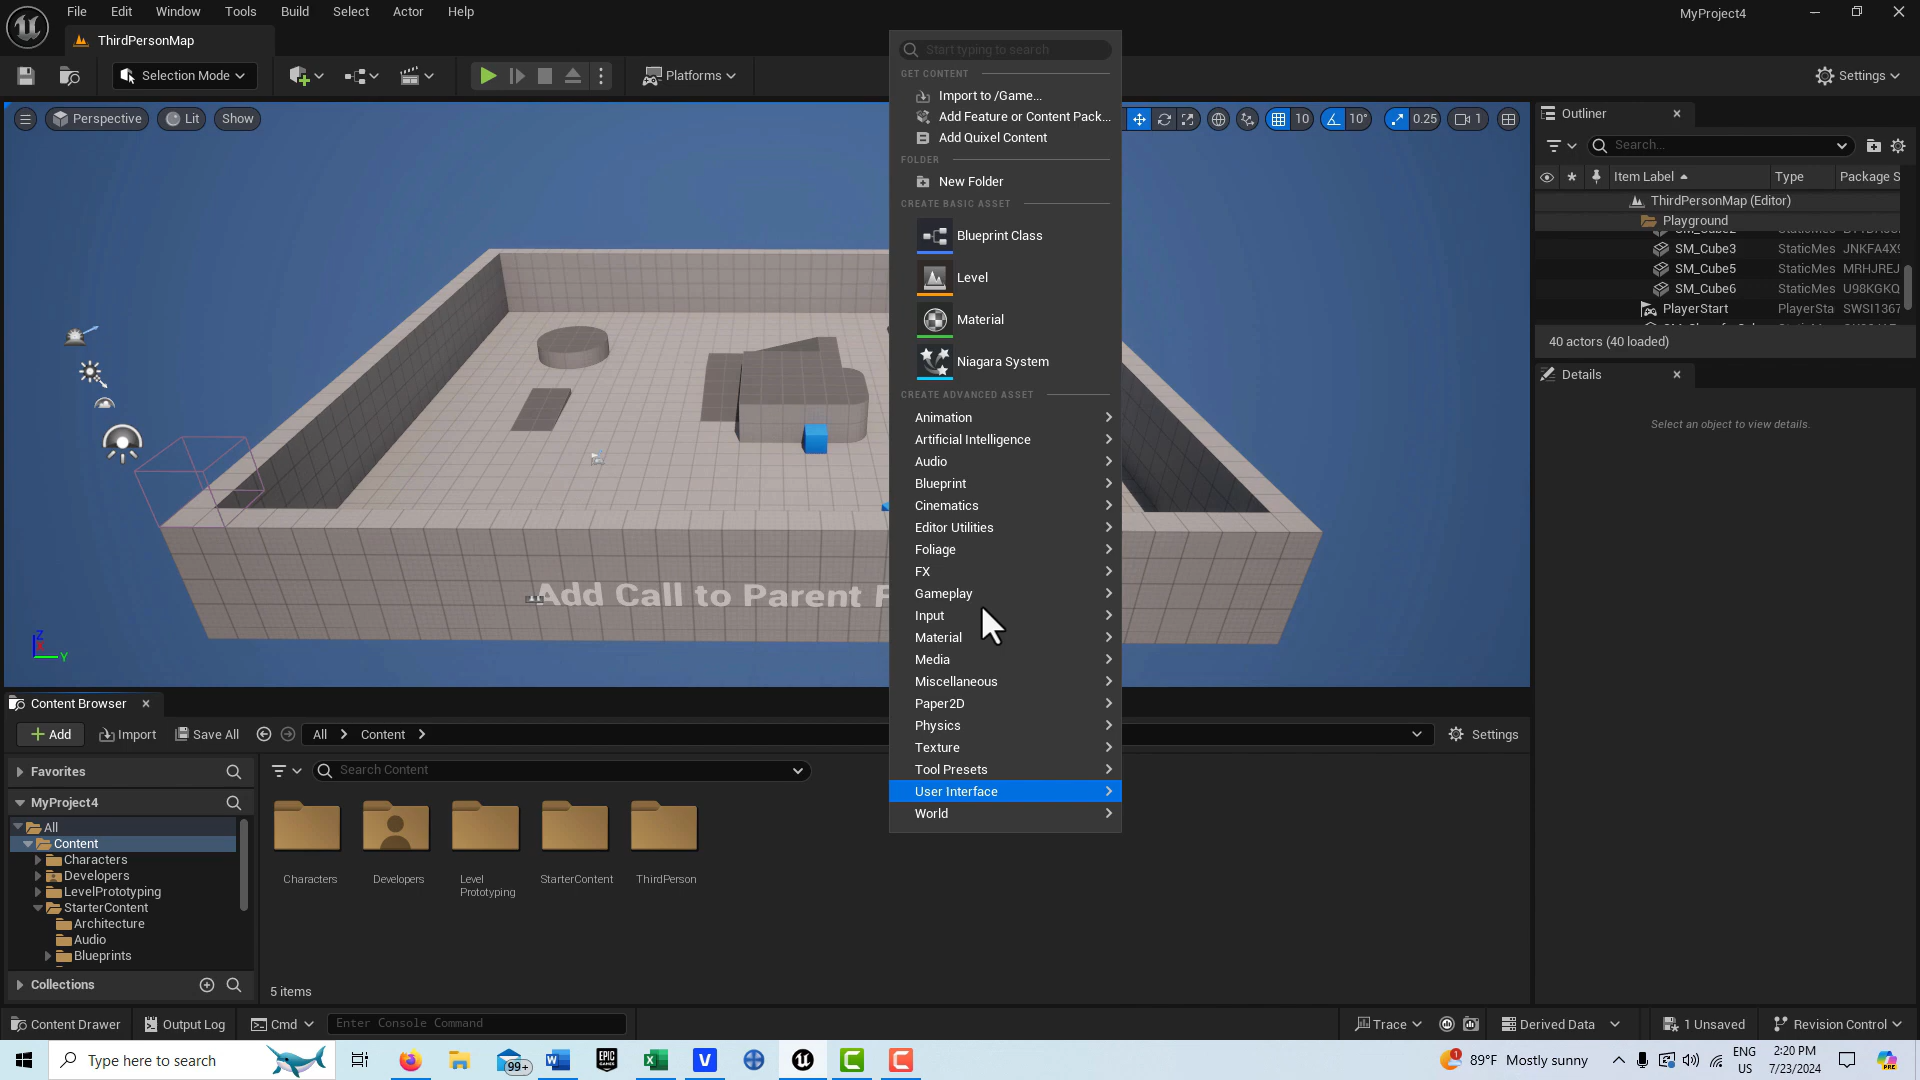 File Edit Window Tools Build Select Actor Help
MyProject4
ThirdPersonMap
Selection Mode
Platforms
Settings
Perspective Lit Show
10 10° 0.25 1
Start typing to search
GET CONTENT
Import to /Game...
Add Feature or Content Pack...
Add Quixel Content
FOLDER
New Folder
CREATE BASIC ASSET
Blueprint Class
Level
Material
Niagara System
CREATE ADVANCED ASSET
Animation
Artificial Intelligence
Audio
Blueprint
Cinematics
Editor Utilities
Foliage
FX
Gameplay
Input
Material
Media
Miscellaneous
Paper2D
Physics
Texture
Tool Presets
User Interface
World
Outliner
Search...
Item Label Type Package S
ThirdPersonMap (Editor)
Playground
SM_Cube3 StaticMes JNKFA4X9
SM_Cube5 StaticMes MRHJREJ
SM_Cube6 StaticMes U98KGKQ
PlayerStart PlayerSta SWSI1367
40 actors (40 loaded)
Details
Select an object to view details.
Add Call to Parent F
Z
Y
Content Browser
Add Import Save All All Content Settings
Favorites
Search Content
MyProject4
All
Content
Characters
Developers
LevelPrototyping
StarterContent
Architecture
Audio
Blueprints
Collections
Characters
Developers
Level
Prototyping
StarterContent
ThirdPerson
5 items
Content Drawer Output Log Cmd Enter Console Command Trace Derived Data 1 Unsaved Revision Control
Type here to search
99+
EPIC
GAMES
1
89°F Mostly sunny
ENG
US
2:20 PM
7/23/2024
PRE